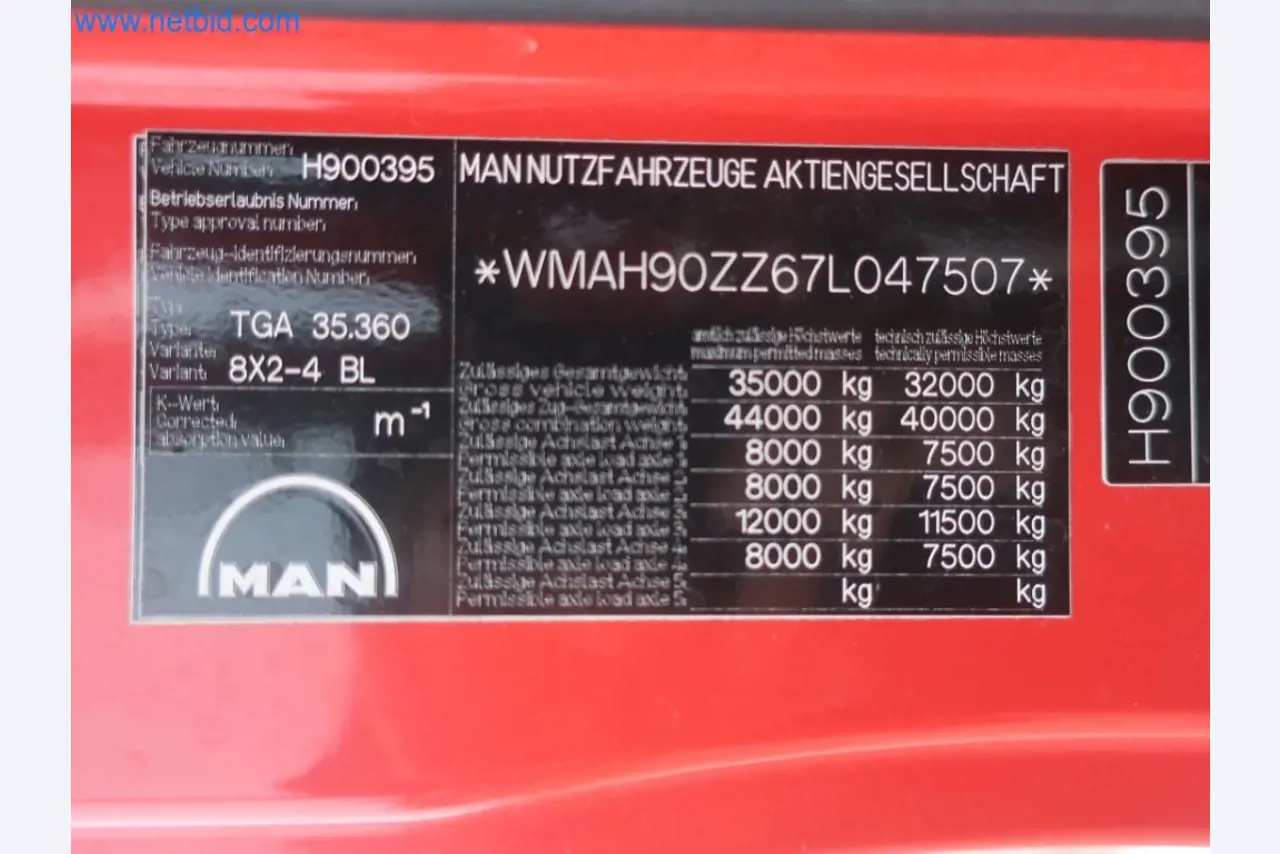 www.netbid.com
Fahrzeugnummer:
Vehicle Number: H900395
Betriebserlaubnis Nummer:
Type approval number:
Fahrzeug-Identifizierungsnummer:
Vehicle Identification Number:
Typ:
Type: TGA 35.360
Variante:
Variant: 8X2-4 BL
K-Wert:
Corrected: m⁻¹
absorption value:
MAN
MAN NUTZFAHRZEUGE AKTIENGESELLSCHAFT
*WMAH90ZZ67L047507*
amtlich zulässige Höchstwerte technisch zulässige Höchstwerte
maximum permitted masses technically permissible masses
Zulässiges Gesamtgewicht:
Gross vehicle weight: 35000 kg 32000 kg
Zulässiges Zug-Gesamtgewicht:
Gross combination weight: 44000 kg 40000 kg
Zulässige Achslast Achse 1:
Permissible axle load axle 1: 8000 kg 7500 kg
Zulässige Achslast Achse 2:
Permissible axle load axle 2: 8000 kg 7500 kg
Zulässige Achslast Achse 3:
Permissible axle load axle 3: 12000 kg 11500 kg
Zulässige Achslast Achse 4:
Permissible axle load axle 4: 8000 kg 7500 kg
Zulässige Achslast Achse 5:
Permissible axle load axle 5: kg kg
H900395